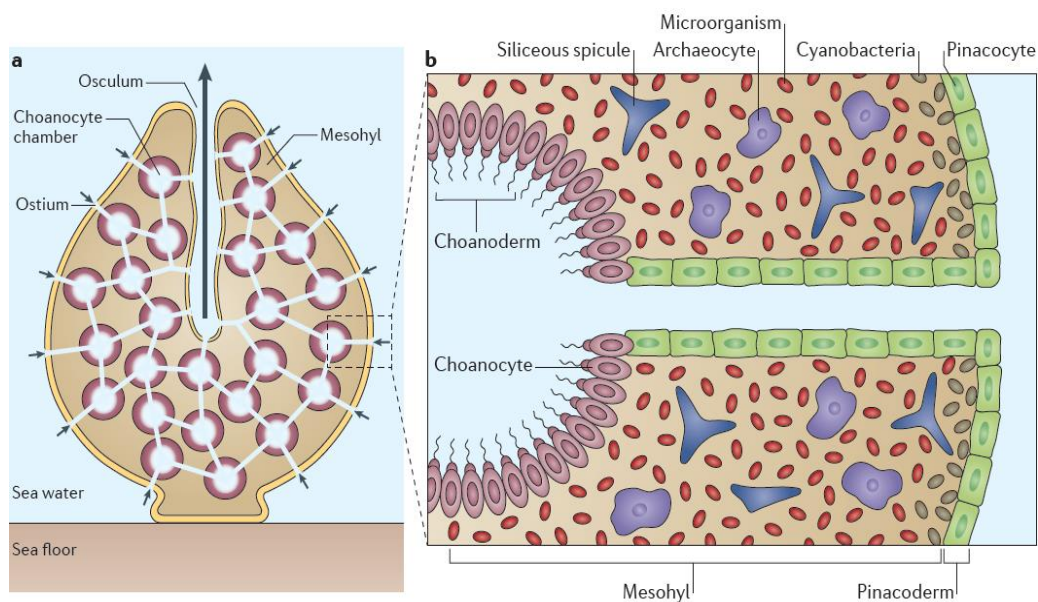 a
Osculum
Choanocyte
chamber
Mesohyl
Ostium
Sea water
Sea floor
b
Microorganism
Siliceous spicule
Archaeocyte
Cyanobacteria
Pinacocyte
Choanoderm
Choanocyte
Mesohyl
Pinacoderm